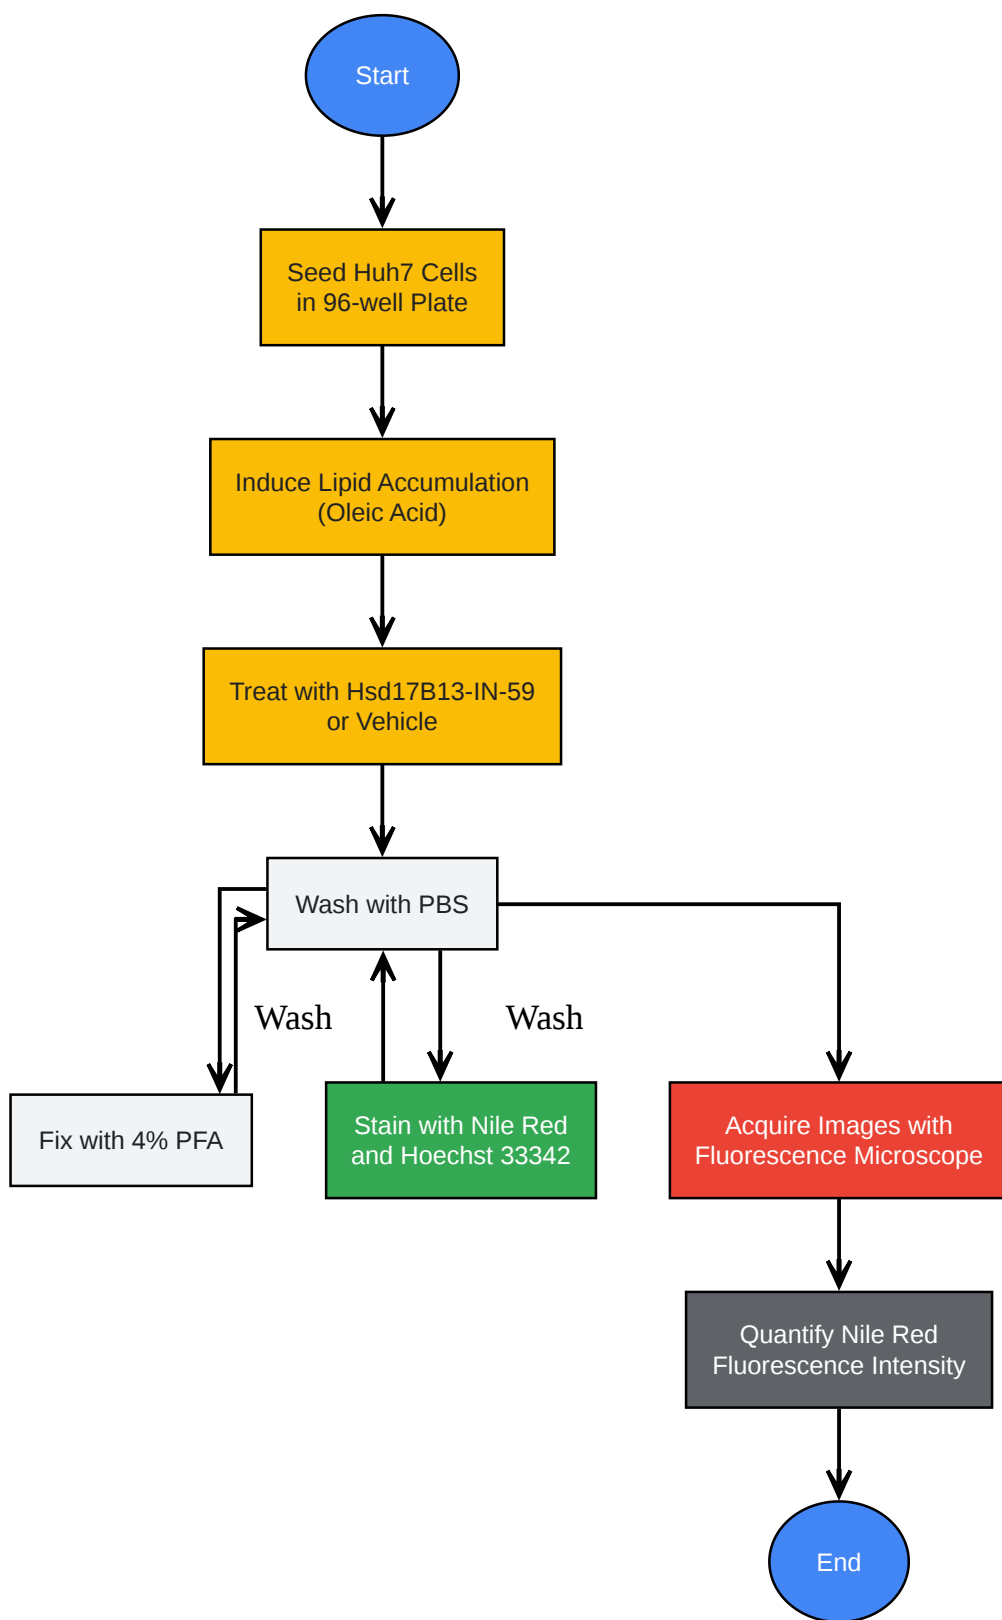 Start
Seed Huh7 Cells
in 96-well Plate
Induce Lipid Accumulation
(Oleic Acid)
Treat with Hsd17B13-IN-59
or Vehicle
Wash with PBS
Wash
Wash
Fix with 4% PFA
Stain with Nile Red
and Hoechst 33342
Acquire Images with
Fluorescence Microscope
Quantify Nile Red
Fluorescence Intensity
End